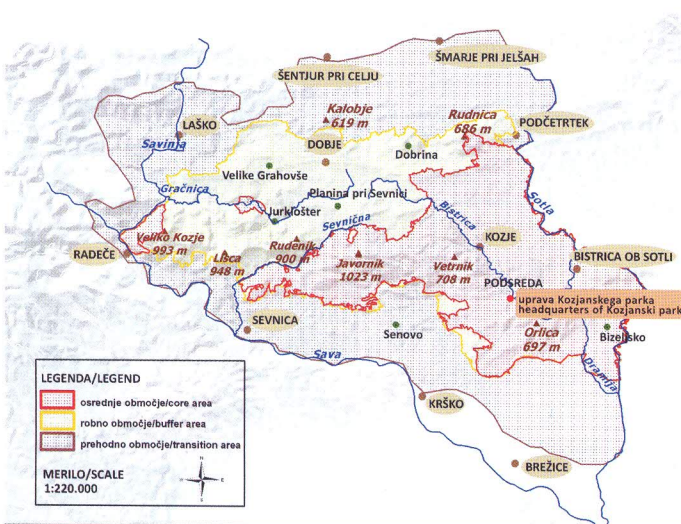 ŠMARJE PRI JELŠAH
ŠENTJUR PRI CELJU
Kalobje
619 m
Rudnica
686 m
PODČETRTEK
LAŠKO
Savinja
DOBJE
Dobrina
Velike Grahovše
Gračnica
Planina pri Sevnici
Sotla
Jurklošter
Sevnična
Bistrica
Veliko Kozje
993 m
RADEČE
Lisca
948 m
Rudenik
900 m
Javornik
1023 m
Vetrnik
708 m
KOZJE
BISTRICA OB SOTLI
PODSREDA
uprava Kozjanskega parka
headquarters of Kozjanski park
SEVNICA
Senovo
Orlica
697 m
Bizeljsko
Sava
Dramlja
KRŠKO
BREŽICE
LEGENDA/LEGEND
osrednje območje/core area
robno območje/buffer area
prehodno območje/transition area
MERILO/SCALE
1:220.000